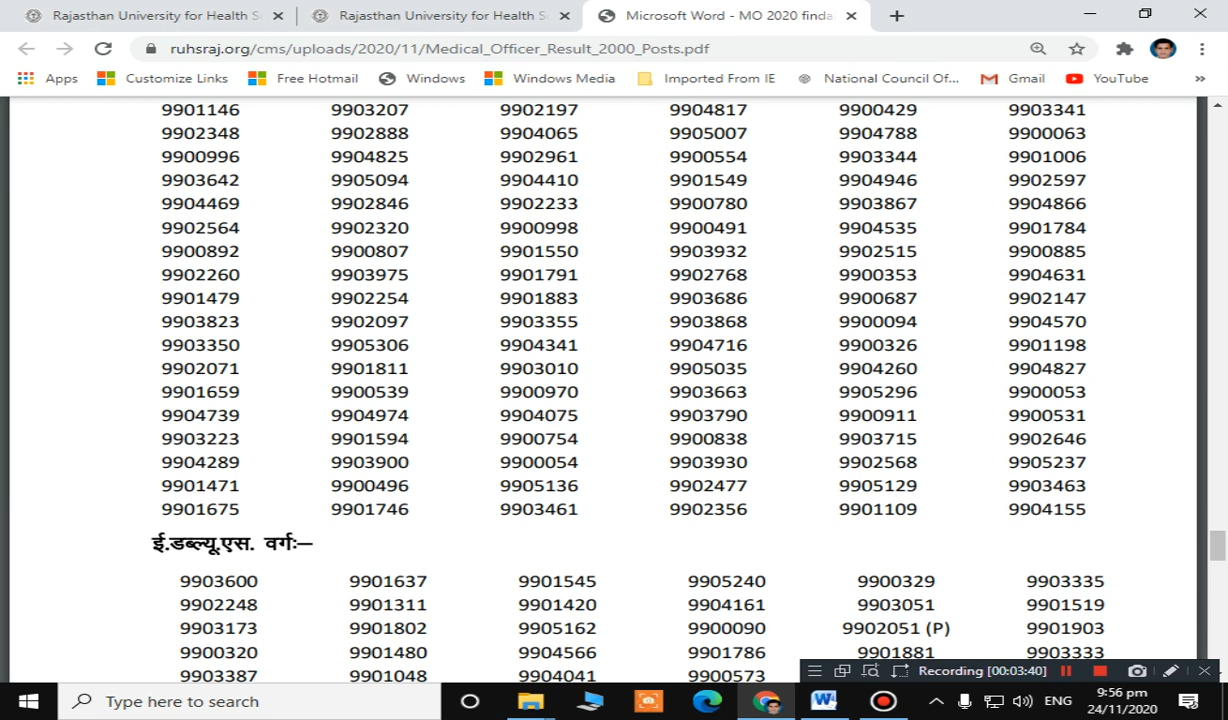 Rajasthan University for Health S Rajasthan University for Health S Microsoft Word - MO 2020 finda
ruhsraj.org/cms/uploads/2020/11/Medical_Officer_Result_2000_Posts.pdf
Apps Customize Links Free Hotmail Windows Windows Media Imported From IE National Council Of... Gmail YouTube »
9901146 9903207 9902197 9904817 9900429 9903341
9902348 9902888 9904065 9905007 9904788 9900063
9900996 9904825 9902961 9900554 9903344 9901006
9903642 9905094 9904410 9901549 9904946 9902597
9904469 9902846 9902233 9900780 9903867 9904866
9902564 9902320 9900998 9900491 9904535 9901784
9900892 9900807 9901550 9903932 9902515 9900885
9902260 9903975 9901791 9902768 9900353 9904631
9901479 9902254 9901883 9903686 9900687 9902147
9903823 9902097 9903355 9903868 9900094 9904570
9903350 9905306 9904341 9904716 9900326 9901198
9902071 9901811 9903010 9905035 9904260 9904827
9901659 9900539 9900970 9903663 9905296 9900053
9904739 9904974 9904075 9903790 9900911 9900531
9903223 9901594 9900754 9900838 9903715 9902646
9904289 9903900 9900054 9903930 9902568 9905237
9901471 9900496 9905136 9902477 9905129 9903463
9901675 9901746 9903461 9902356 9901109 9904155
ई.डब्ल्यू.एस. वर्गः—
9903600 9901637 9901545 9905240 9900329 9903335
9902248 9901311 9901420 9904161 9903051 9901519
9903173 9901802 9905162 9900090 9902051 (P) 9901903
9900320 9901480 9904566 9901786 9901881 9903333
9903387 9901048 9904041 9900573
Recording [00:03:40]
Type here to search
ENG
9:56 pm
24/11/2020